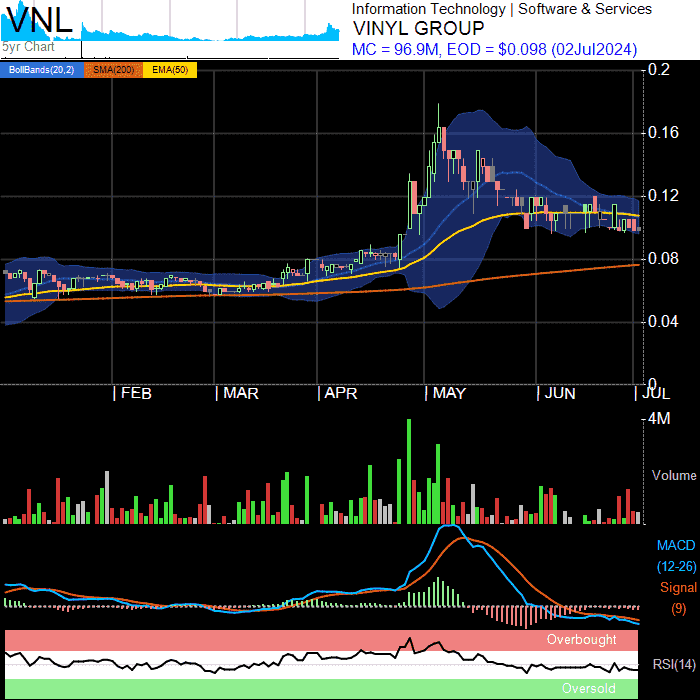 VNL
5yr Chart
Information Technology | Software & Services
VINYL GROUP
MC = 96.9M, EOD = $0.098 (02Jul2024)
BollBands(20,2) SMA(200) EMA(50)
0.2
0.16
0.12
0.08
0.04
0
| FEB | MAR | APR | MAY | JUN | JUL
4M
Volume
MACD
(12-26)
Signal
(9)
Overbought
RSI(14)
Oversold